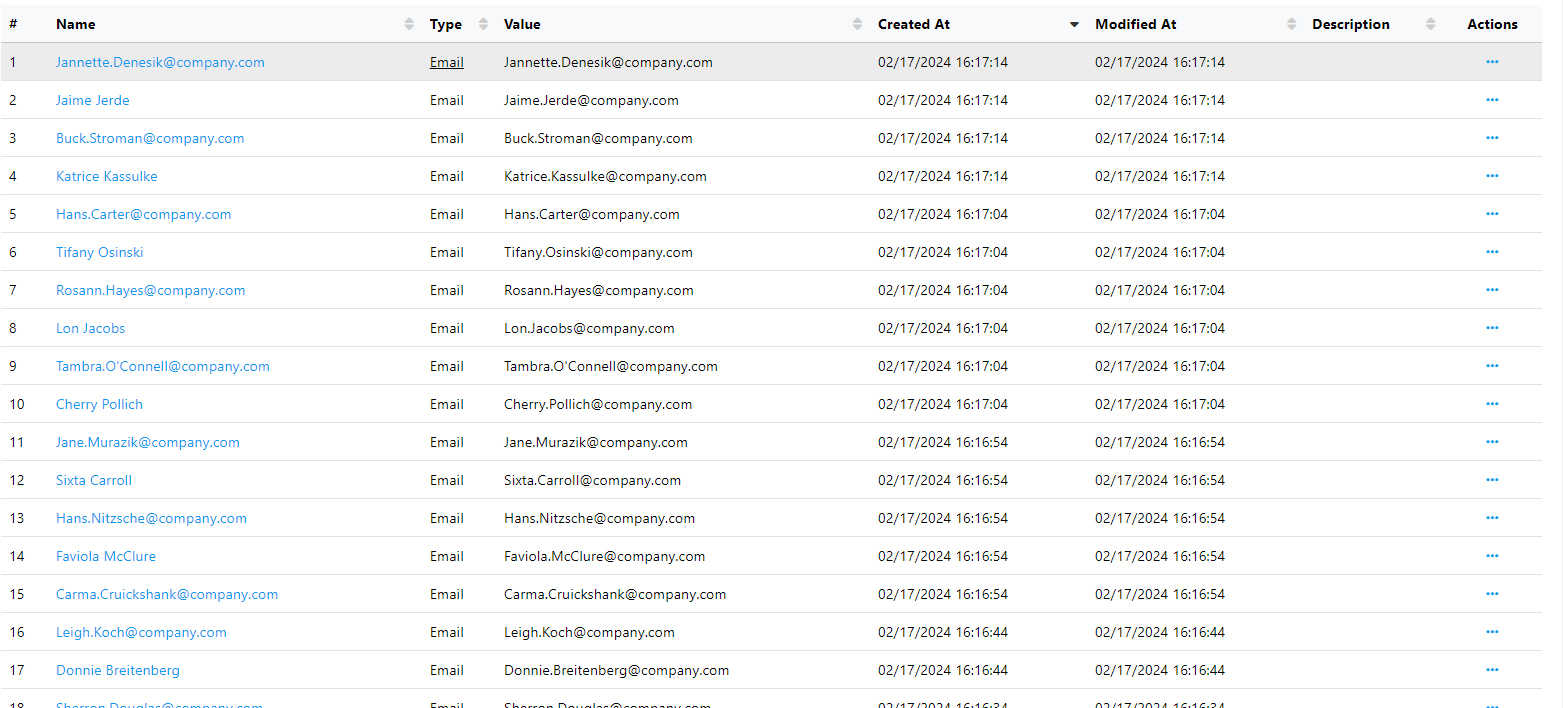 # Name Type Value Created At Modified At Description Actions
1 Jannette.Denesik@company.com Email Jannette.Denesik@company.com 02/17/2024 16:17:14 02/17/2024 16:17:14
2 Jaime Jerde Email Jaime.Jerde@company.com 02/17/2024 16:17:14 02/17/2024 16:17:14
3 Buck.Stroman@company.com Email Buck.Stroman@company.com 02/17/2024 16:17:14 02/17/2024 16:17:14
4 Katrice Kassulke Email Katrice.Kassulke@company.com 02/17/2024 16:17:14 02/17/2024 16:17:14
5 Hans.Carter@company.com Email Hans.Carter@company.com 02/17/2024 16:17:04 02/17/2024 16:17:04
6 Tifany Osinski Email Tifany.Osinski@company.com 02/17/2024 16:17:04 02/17/2024 16:17:04
7 Rosann.Hayes@company.com Email Rosann.Hayes@company.com 02/17/2024 16:17:04 02/17/2024 16:17:04
8 Lon Jacobs Email Lon.Jacobs@company.com 02/17/2024 16:17:04 02/17/2024 16:17:04
9 Tambra.O'Connell@company.com Email Tambra.O'Connell@company.com 02/17/2024 16:17:04 02/17/2024 16:17:04
10 Cherry Pollich Email Cherry.Pollich@company.com 02/17/2024 16:17:04 02/17/2024 16:17:04
11 Jane.Murazik@company.com Email Jane.Murazik@company.com 02/17/2024 16:16:54 02/17/2024 16:16:54
12 Sixta Carroll Email Sixta.Carroll@company.com 02/17/2024 16:16:54 02/17/2024 16:16:54
13 Hans.Nitzsche@company.com Email Hans.Nitzsche@company.com 02/17/2024 16:16:54 02/17/2024 16:16:54
14 Faviola McClure Email Faviola.McClure@company.com 02/17/2024 16:16:54 02/17/2024 16:16:54
15 Carma.Cruickshank@company.com Email Carma.Cruickshank@company.com 02/17/2024 16:16:54 02/17/2024 16:16:54
16 Leigh.Koch@company.com Email Leigh.Koch@company.com 02/17/2024 16:16:44 02/17/2024 16:16:44
17 Donnie Breitenberg Email Donnie.Breitenberg@company.com 02/17/2024 16:16:44 02/17/2024 16:16:44
18 Sherron.Douglas@company.com Email Sherron.Douglas@company.com 02/17/2024 16:16:34 02/17/2024 16:16:34